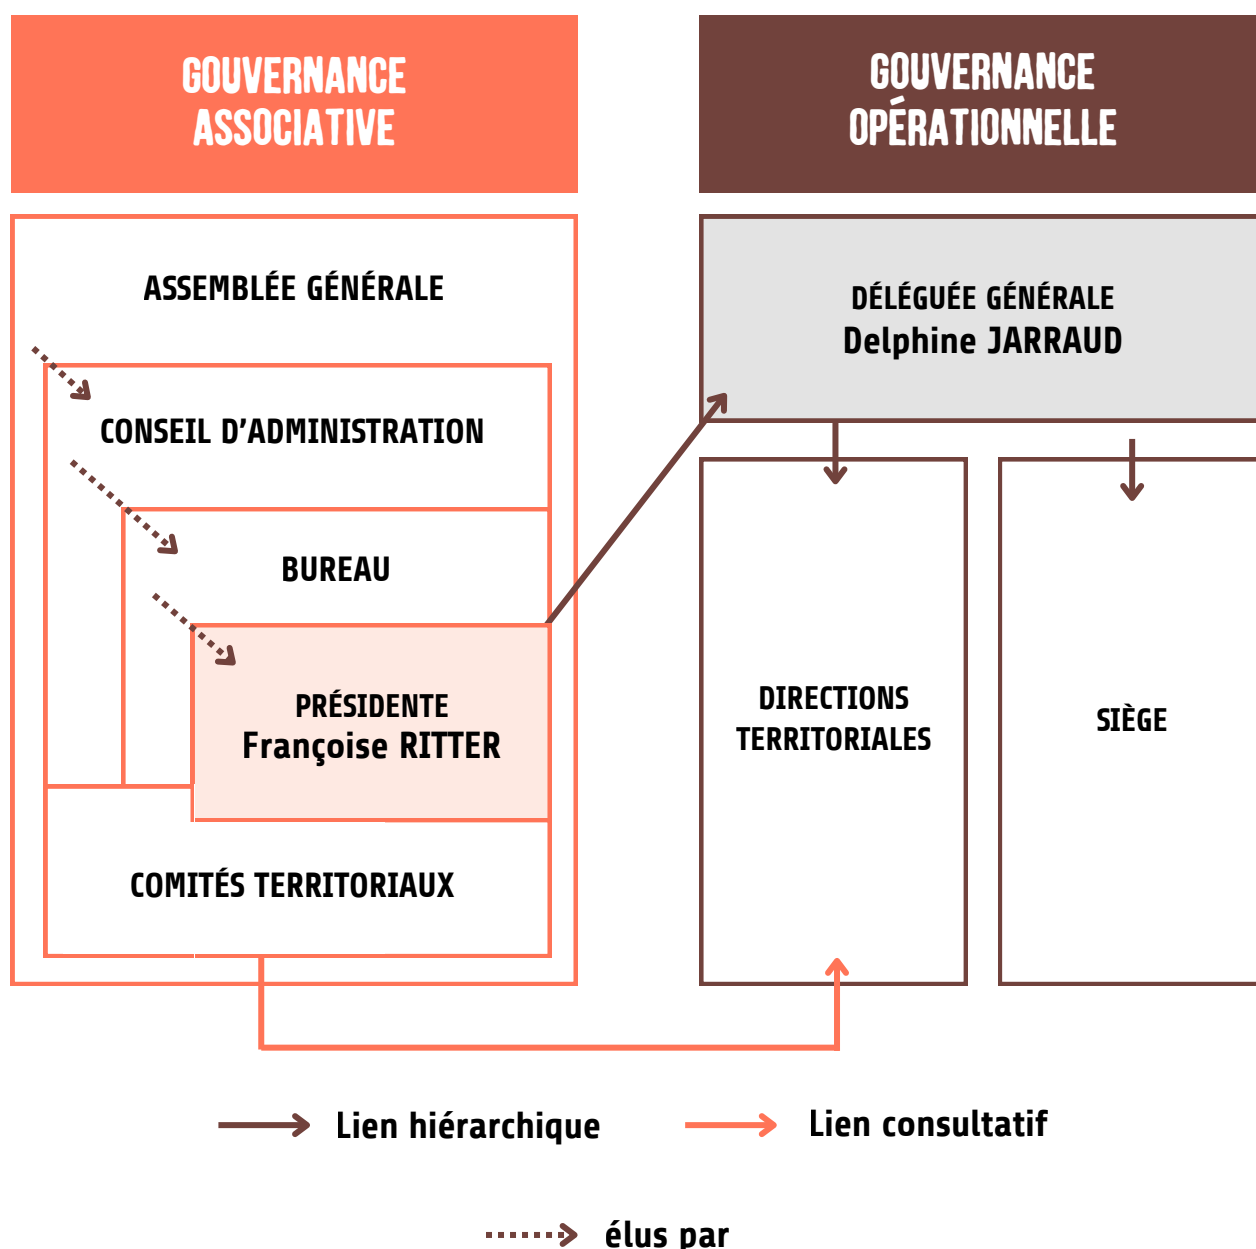 GOUVERNANCE
ASSOCIATIVE
ASSEMBLÉE GÉNÉRALE
CONSEIL D'ADMINISTRATION
BUREAU
PRÉSIDENTE
Françoise RITTER
COMITÉS TERRITORIAUX
GOUVERNANCE
OPÉRATIONNELLE
DÉLÉGUÉE GÉNÉRALE
Delphine JARRAUD
DIRECTIONS
TERRITORIALES
SIÈGE
Lien hiérarchique
Lien consultatif
élus par